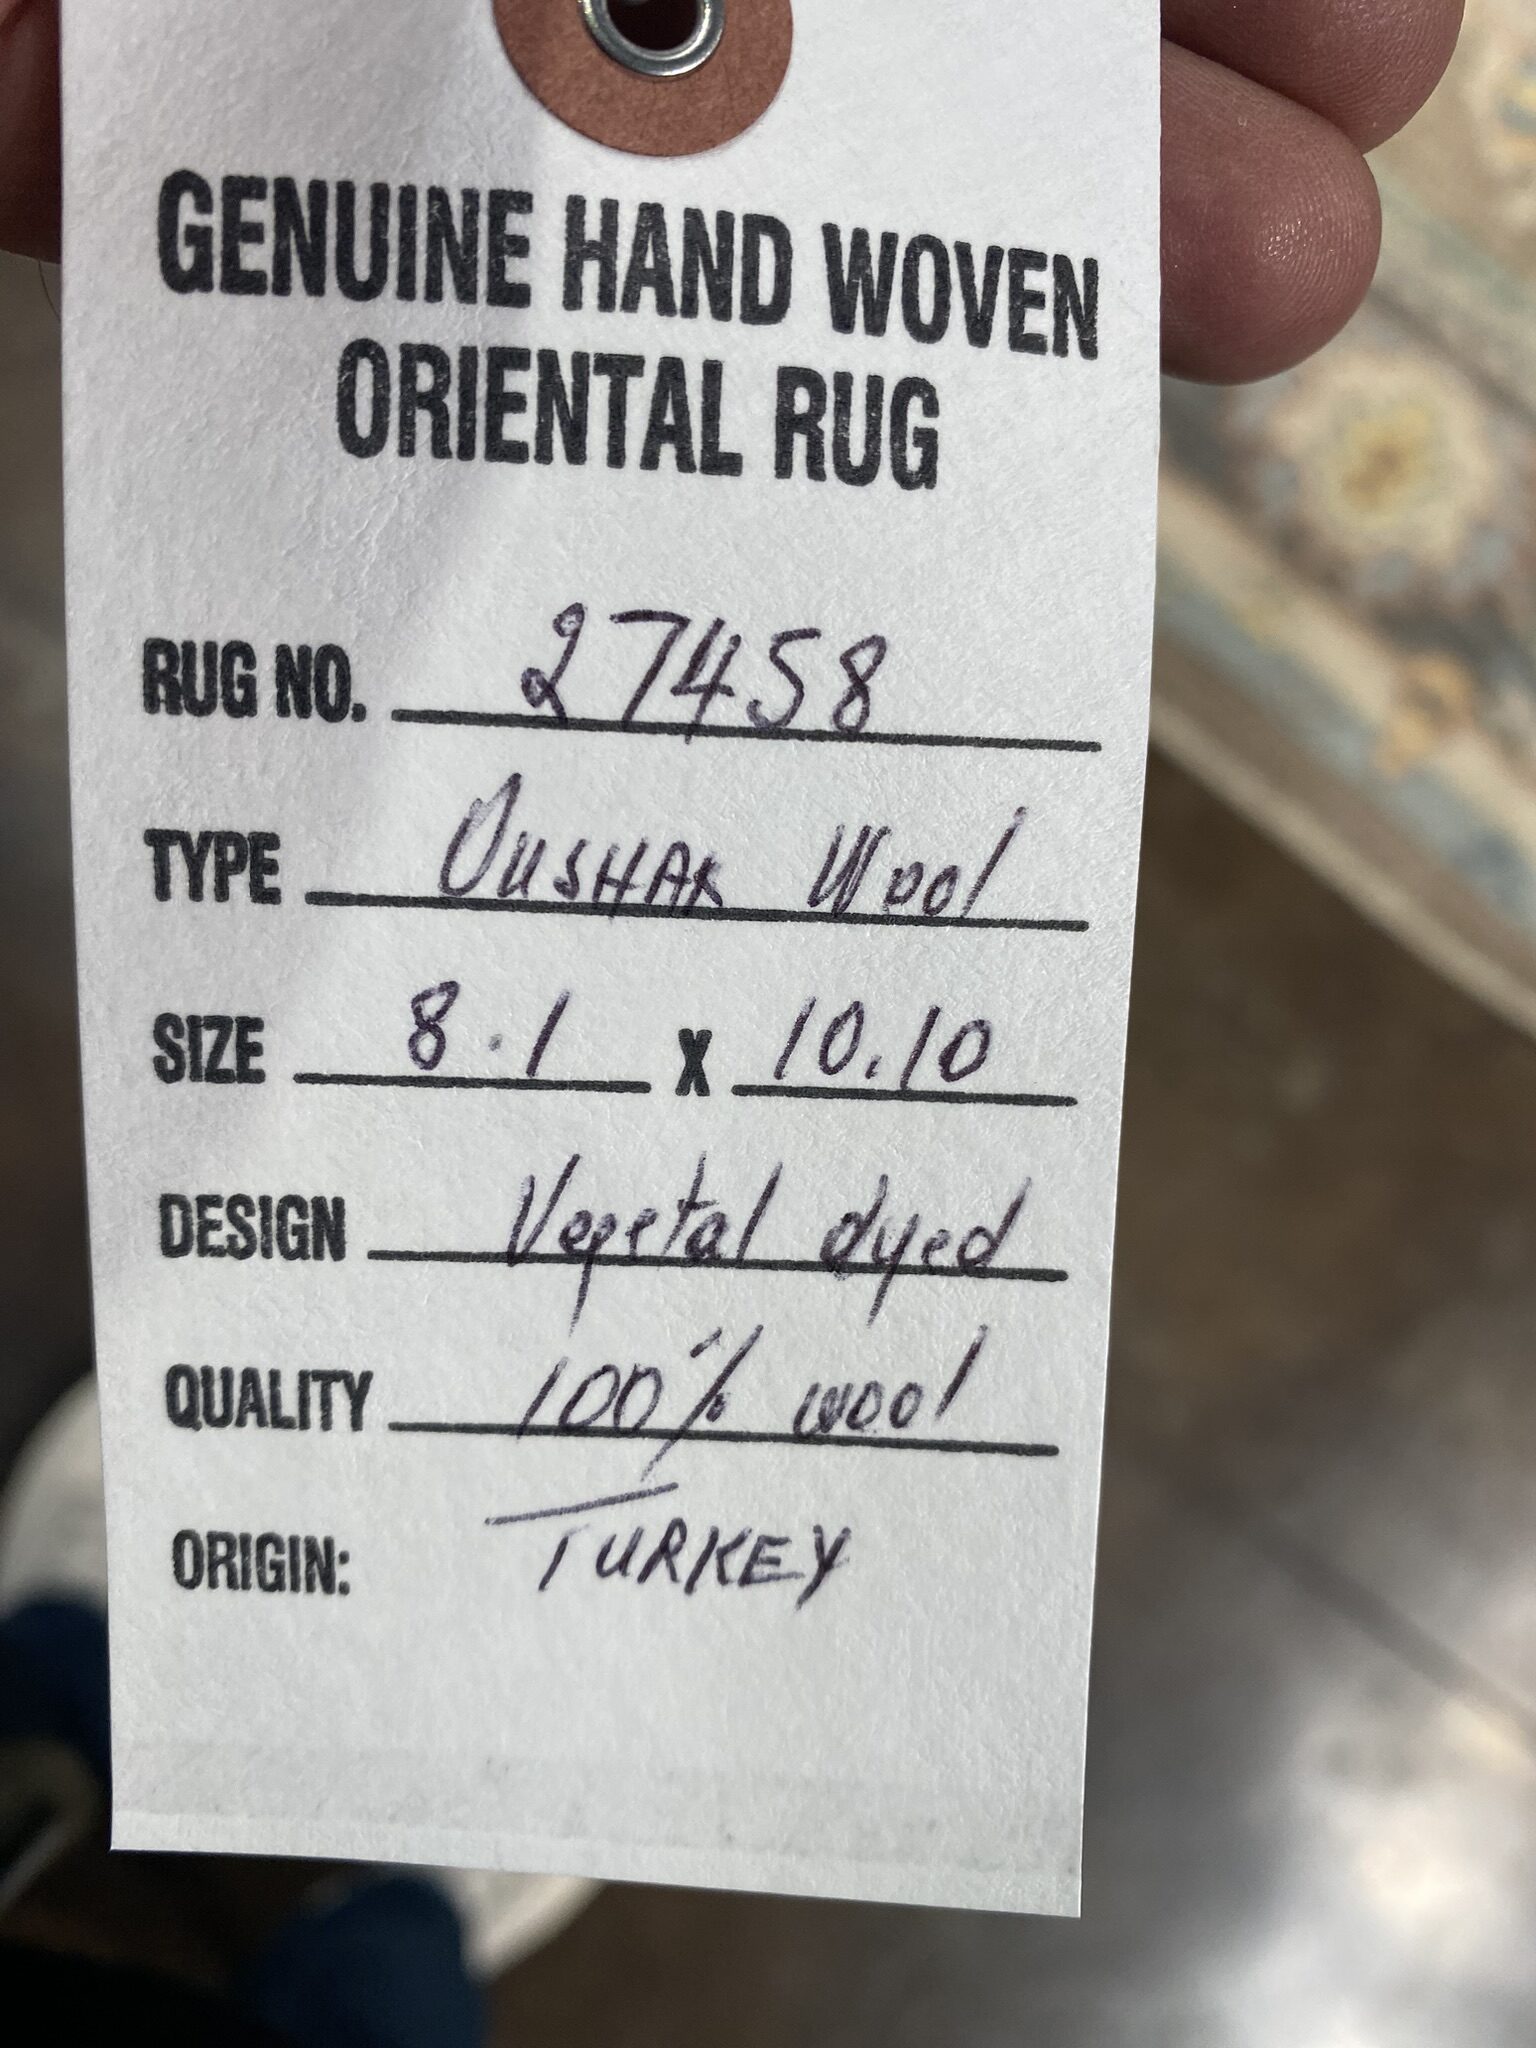 GENUINE HAND WOVEN
ORIENTAL RUG
RUG NO. 27458
TYPE OUSHAK Wool
SIZE 8.1 X 10.10
DESIGN Vegetal dyed
QUALITY 100% wool
ORIGIN: TURKEY